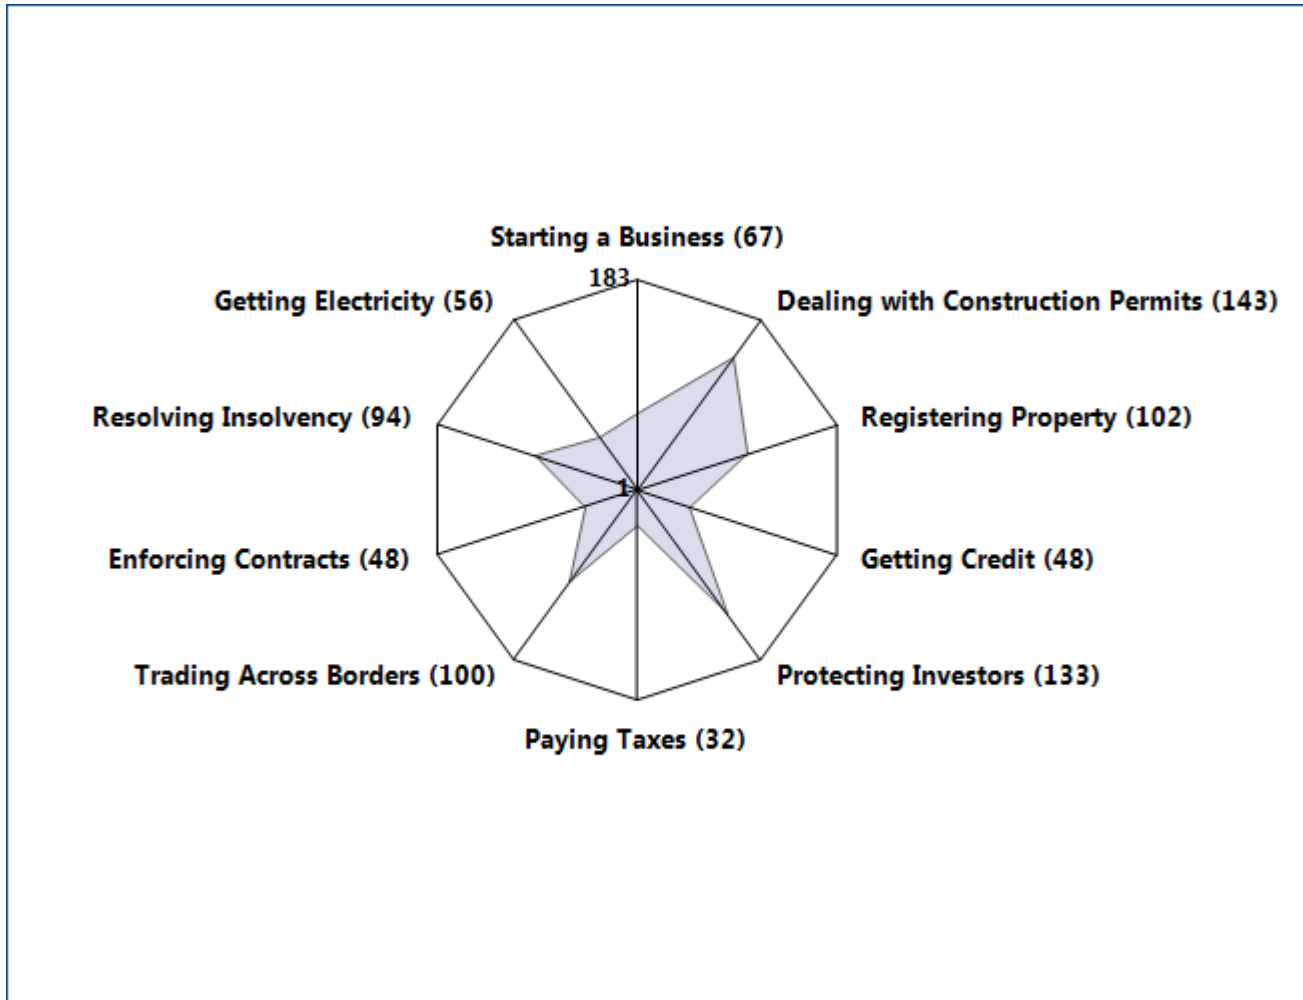 Starting a Business (67)
183
Getting Electricity (56)
Dealing with Construction Permits (143)
Resolving Insolvency (94)
Registering Property (102)
1
Enforcing Contracts (48)
Getting Credit (48)
Trading Across Borders (100)
Protecting Investors (133)
Paying Taxes (32)